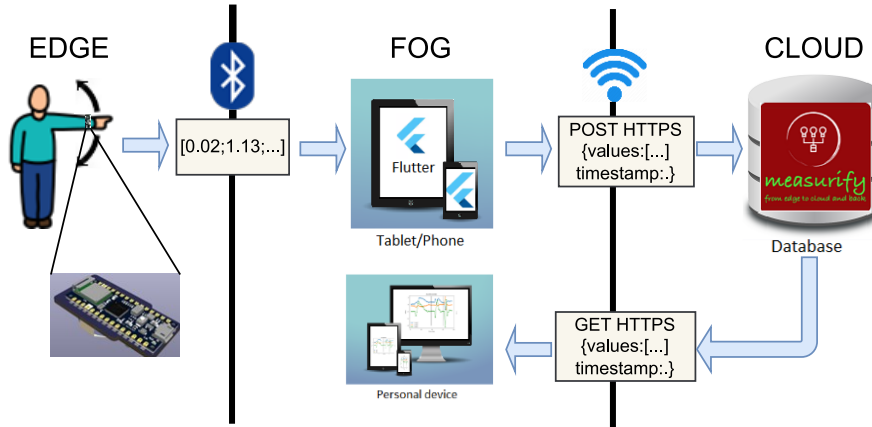 EDGE
FOG
CLOUD
[0.02;1.13;...]
Flutter
POST HTTPS
{values:[...]
timestamp:.}
measurify
from edge to cloud and back
Tablet/Phone
Database
GET HTTPS
{values:[...]
timestamp:.}
Personal device